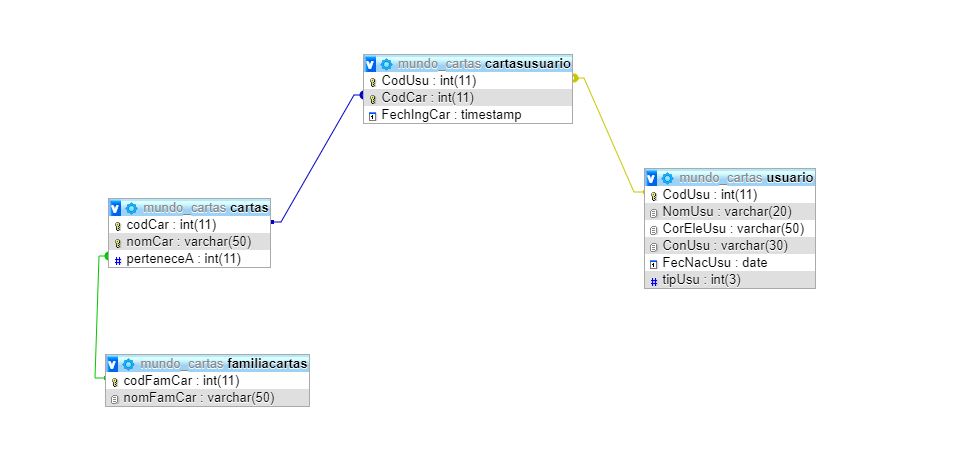 mundo_cartas cartasusuario
CodUsu : int(11)
CodCar : int(11)
FechIngCar : timestamp
mundo_cartas usuario
CodUsu : int(11)
NomUsu : varchar(20)
CorEleUsu : varchar(50)
ConUsu : varchar(30)
FecNacUsu : date
# tipUsu : int(3)
mundo_cartas cartas
codCar : int(11)
nomCar : varchar(50)
# perteneceA : int(11)
mundo_cartas familiacartas
codFamCar : int(11)
nomFamCar : varchar(50)